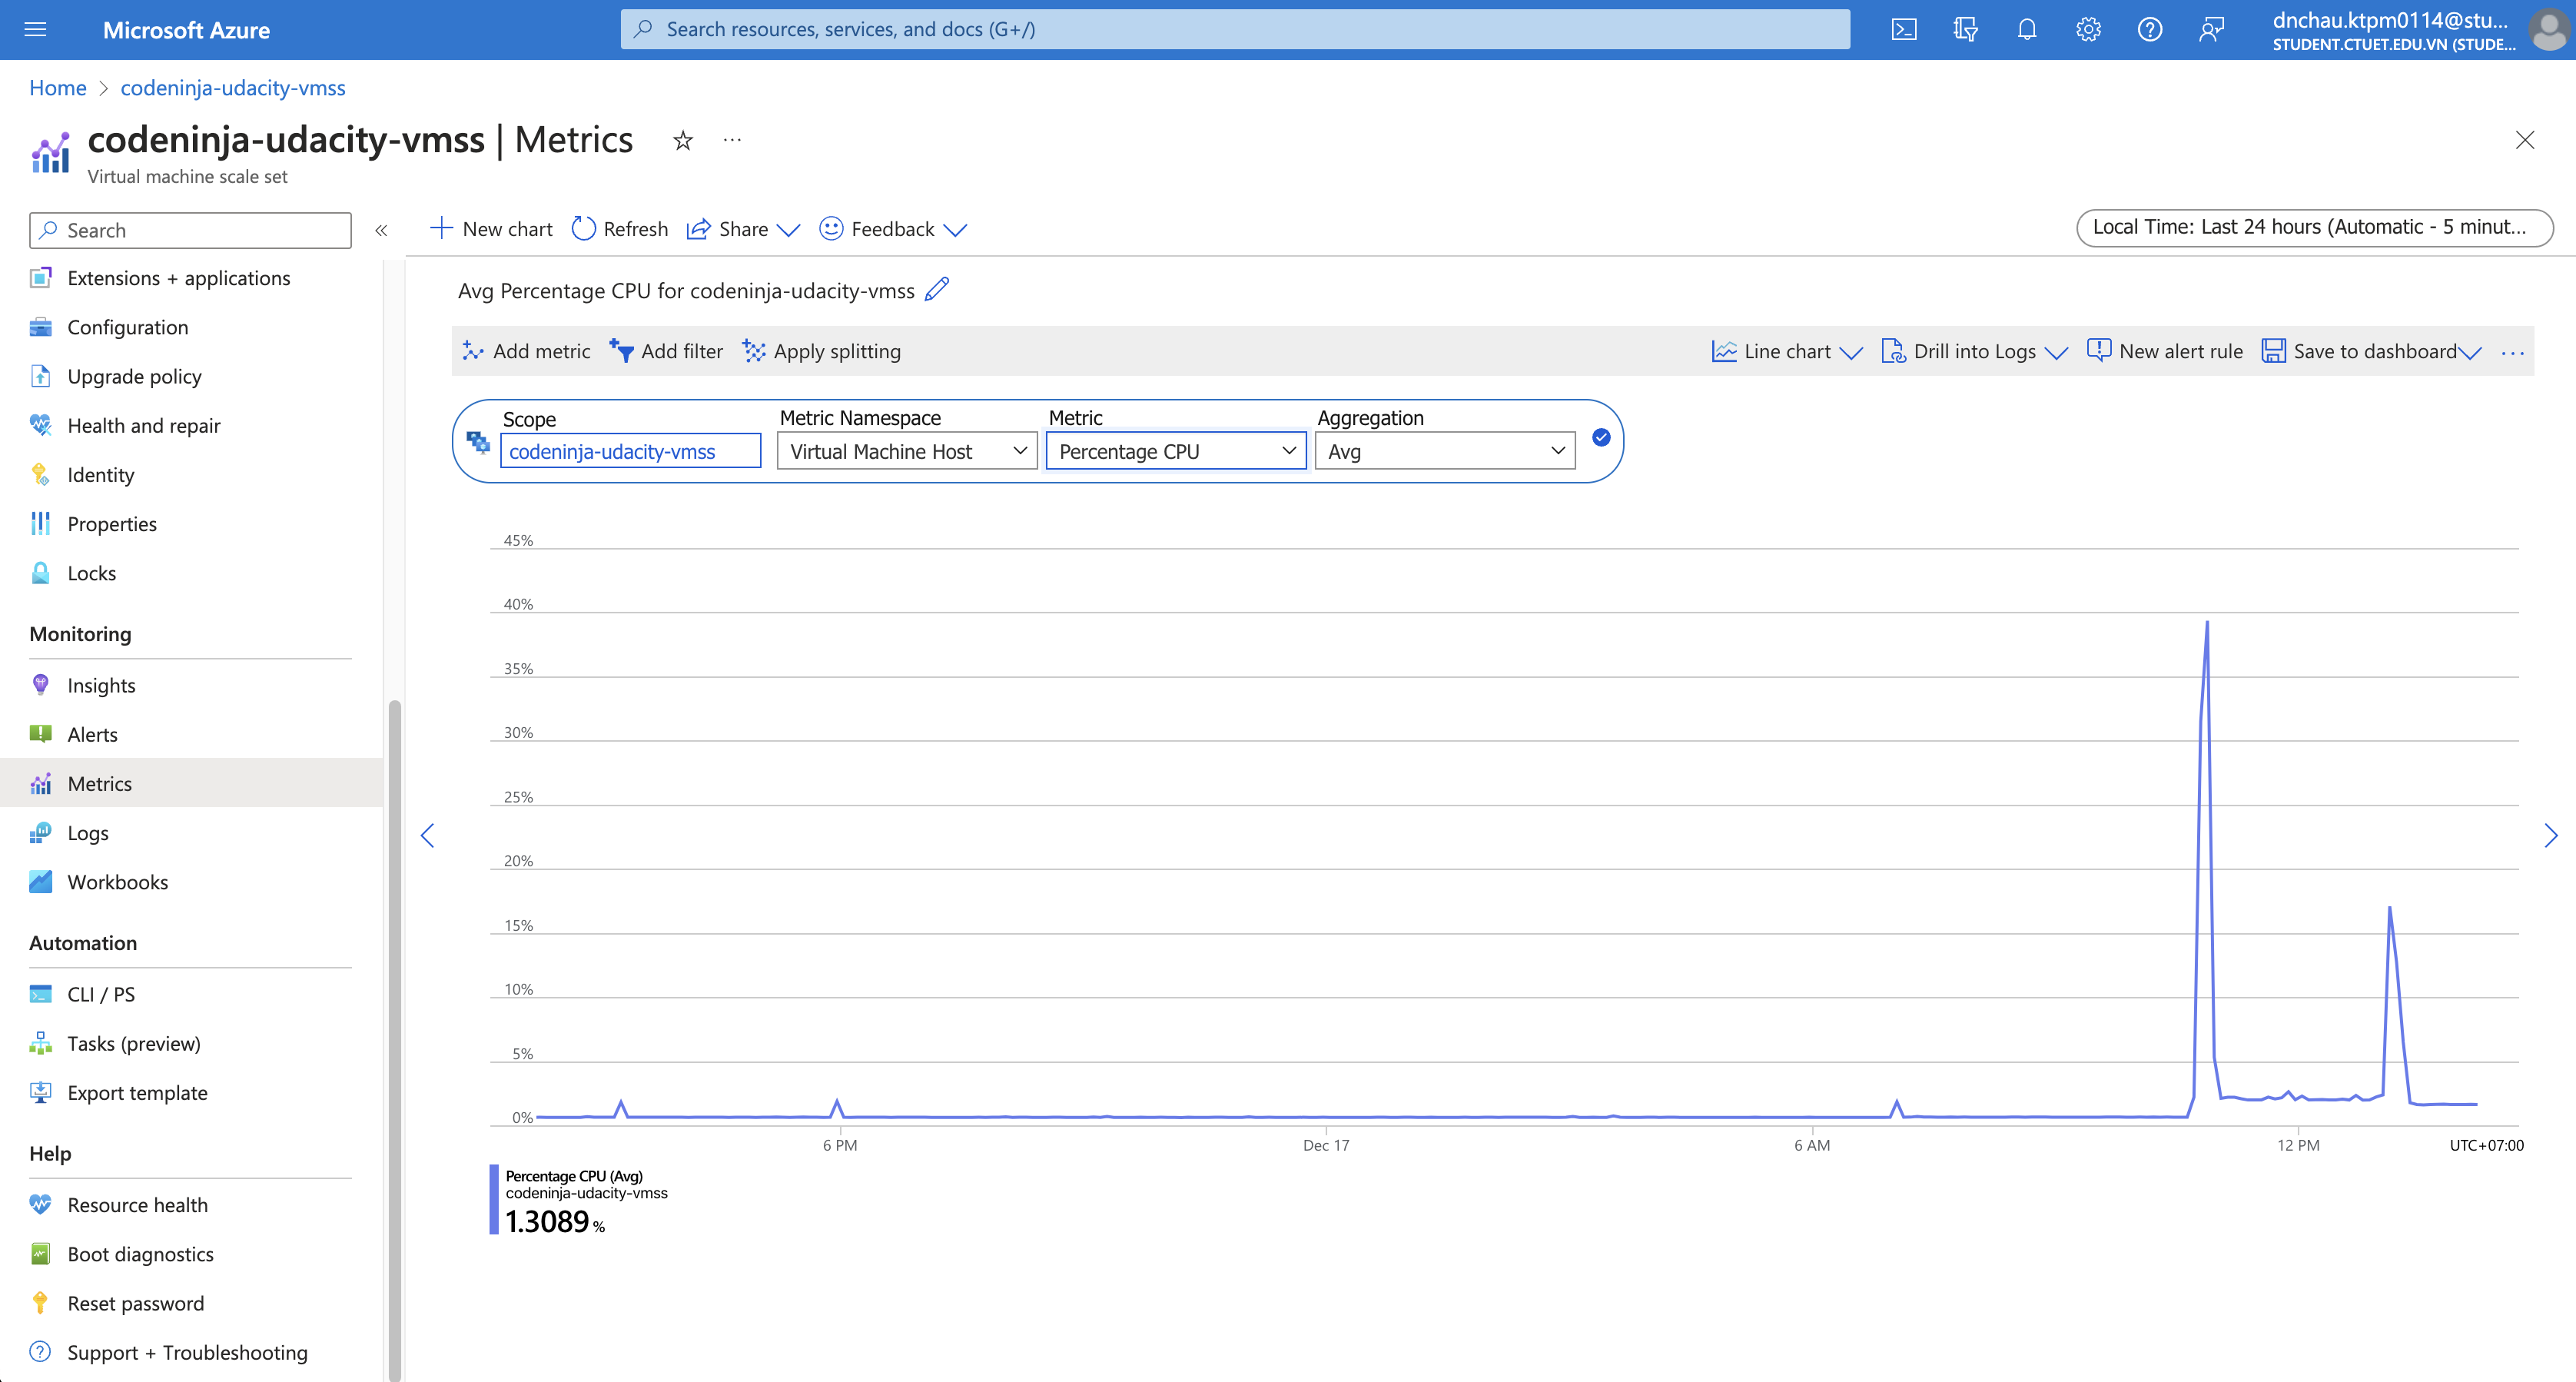 Microsoft Azure
Search resources, services, and docs (G+/)
dnchau.ktpm0114@stu...
STUDENT.CTUET.EDU.VN (STUDE...
Home > codeninja-udacity-vmss
codeninja-udacity-vmss | Metrics
Virtual machine scale set
Search
Extensions + applications
Configuration
Upgrade policy
Health and repair
Identity
Properties
Locks
Monitoring
Insights
Alerts
Metrics
Logs
Workbooks
Automation
CLI / PS
Tasks (preview)
Export template
Help
Resource health
Boot diagnostics
Reset password
Support + Troubleshooting
New chart Refresh Share Feedback
Local Time: Last 24 hours (Automatic - 5 minut...
Avg Percentage CPU for codeninja-udacity-vmss
Add metric Add filter Apply splitting
Line chart Drill into Logs New alert rule Save to dashboard
Scope Metric Namespace Metric Aggregation
codeninja-udacity-vmss Virtual Machine Host Percentage CPU Avg
45%
40%
35%
30%
25%
20%
15%
10%
5%
0%
6 PM Dec 17 6 AM 12 PM UTC+07:00
Percentage CPU (Avg)
codeninja-udacity-vmss
1.3089 %